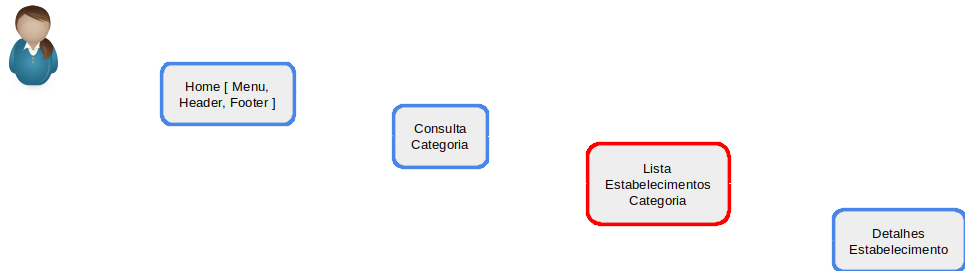 Home [ Menu,
Header, Footer ]
Consulta
Categoria
Lista
Estabelecimentos
Categoria
Detalhes
Estabelecimento